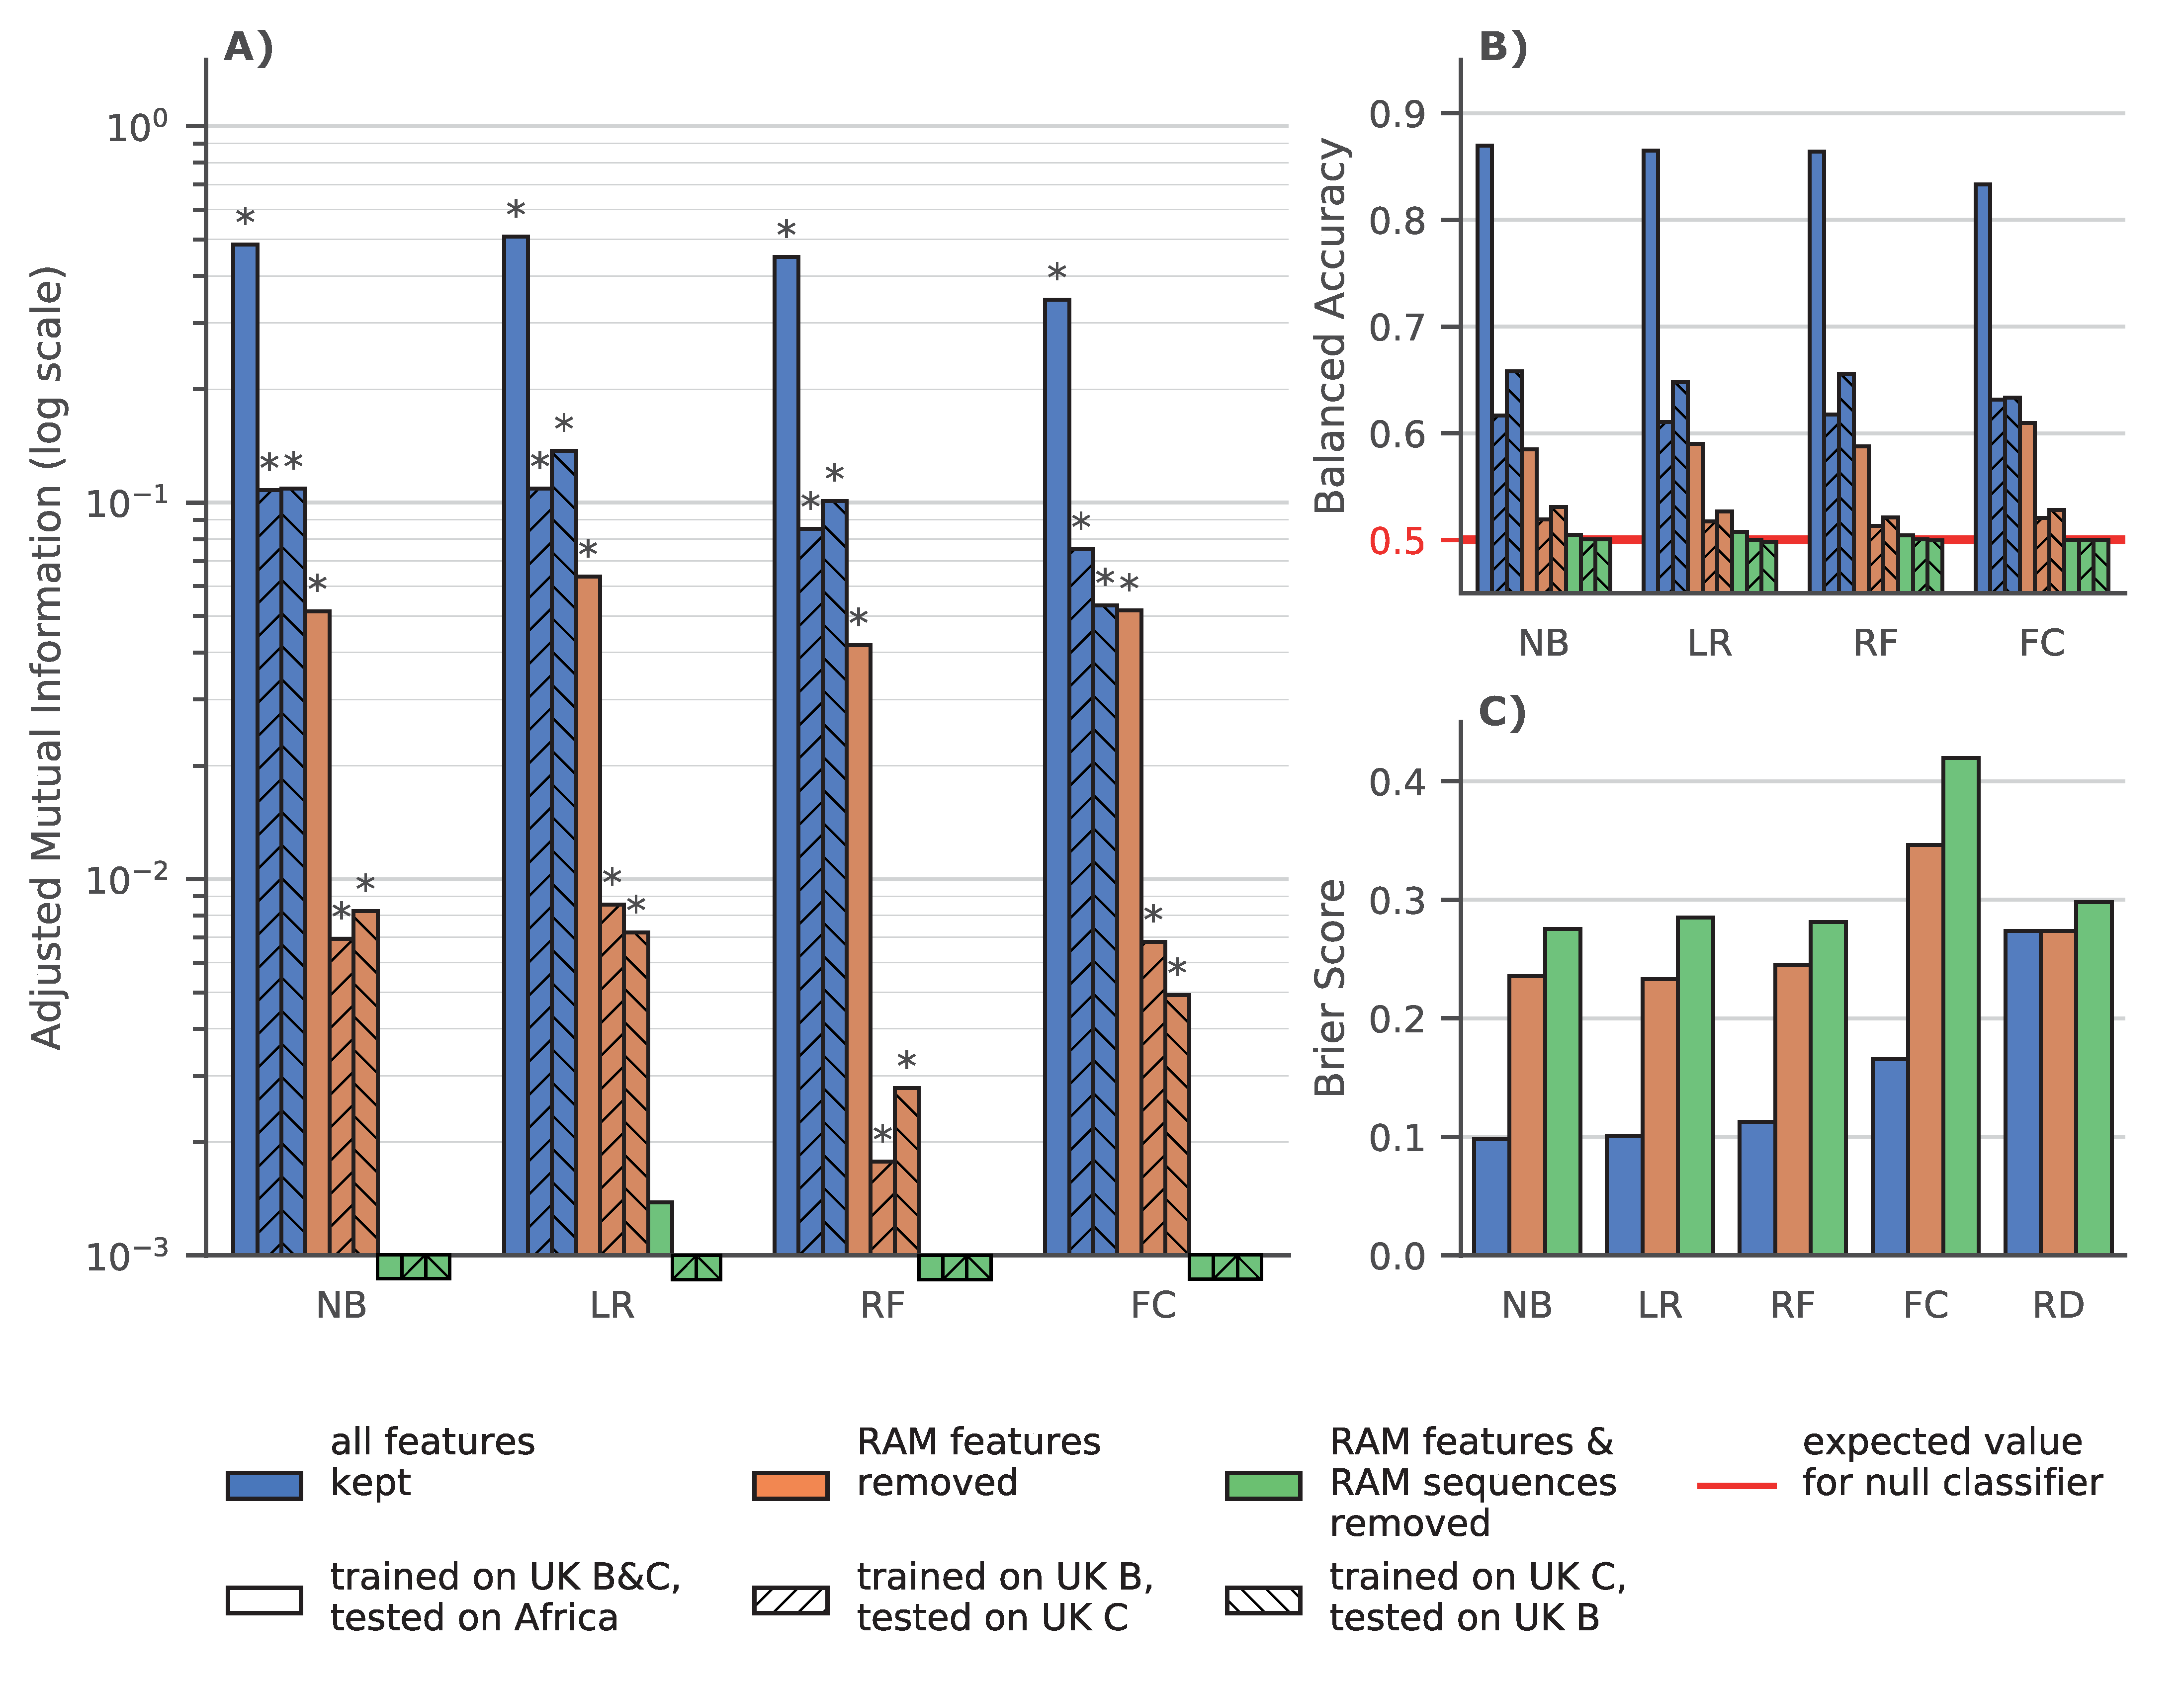 A)
Adjusted Mutual Information (log scale)
10⁰
10⁻¹
10⁻²
10⁻³
* * * * * *
* * * * * *
* * * * * *
* * * * * *
NB LR RF FC
B)
Balanced Accuracy
0.9
0.8
0.7
0.6
0.5
NB LR RF FC
C)
Brier Score
0.4
0.3
0.2
0.1
0.0
NB LR RF FC RD
all features
kept
RAM features
removed
RAM features &
RAM sequences
removed
expected value
for null classifier
trained on UK B&C,
tested on Africa
trained on UK B,
tested on UK C
trained on UK C,
tested on UK B